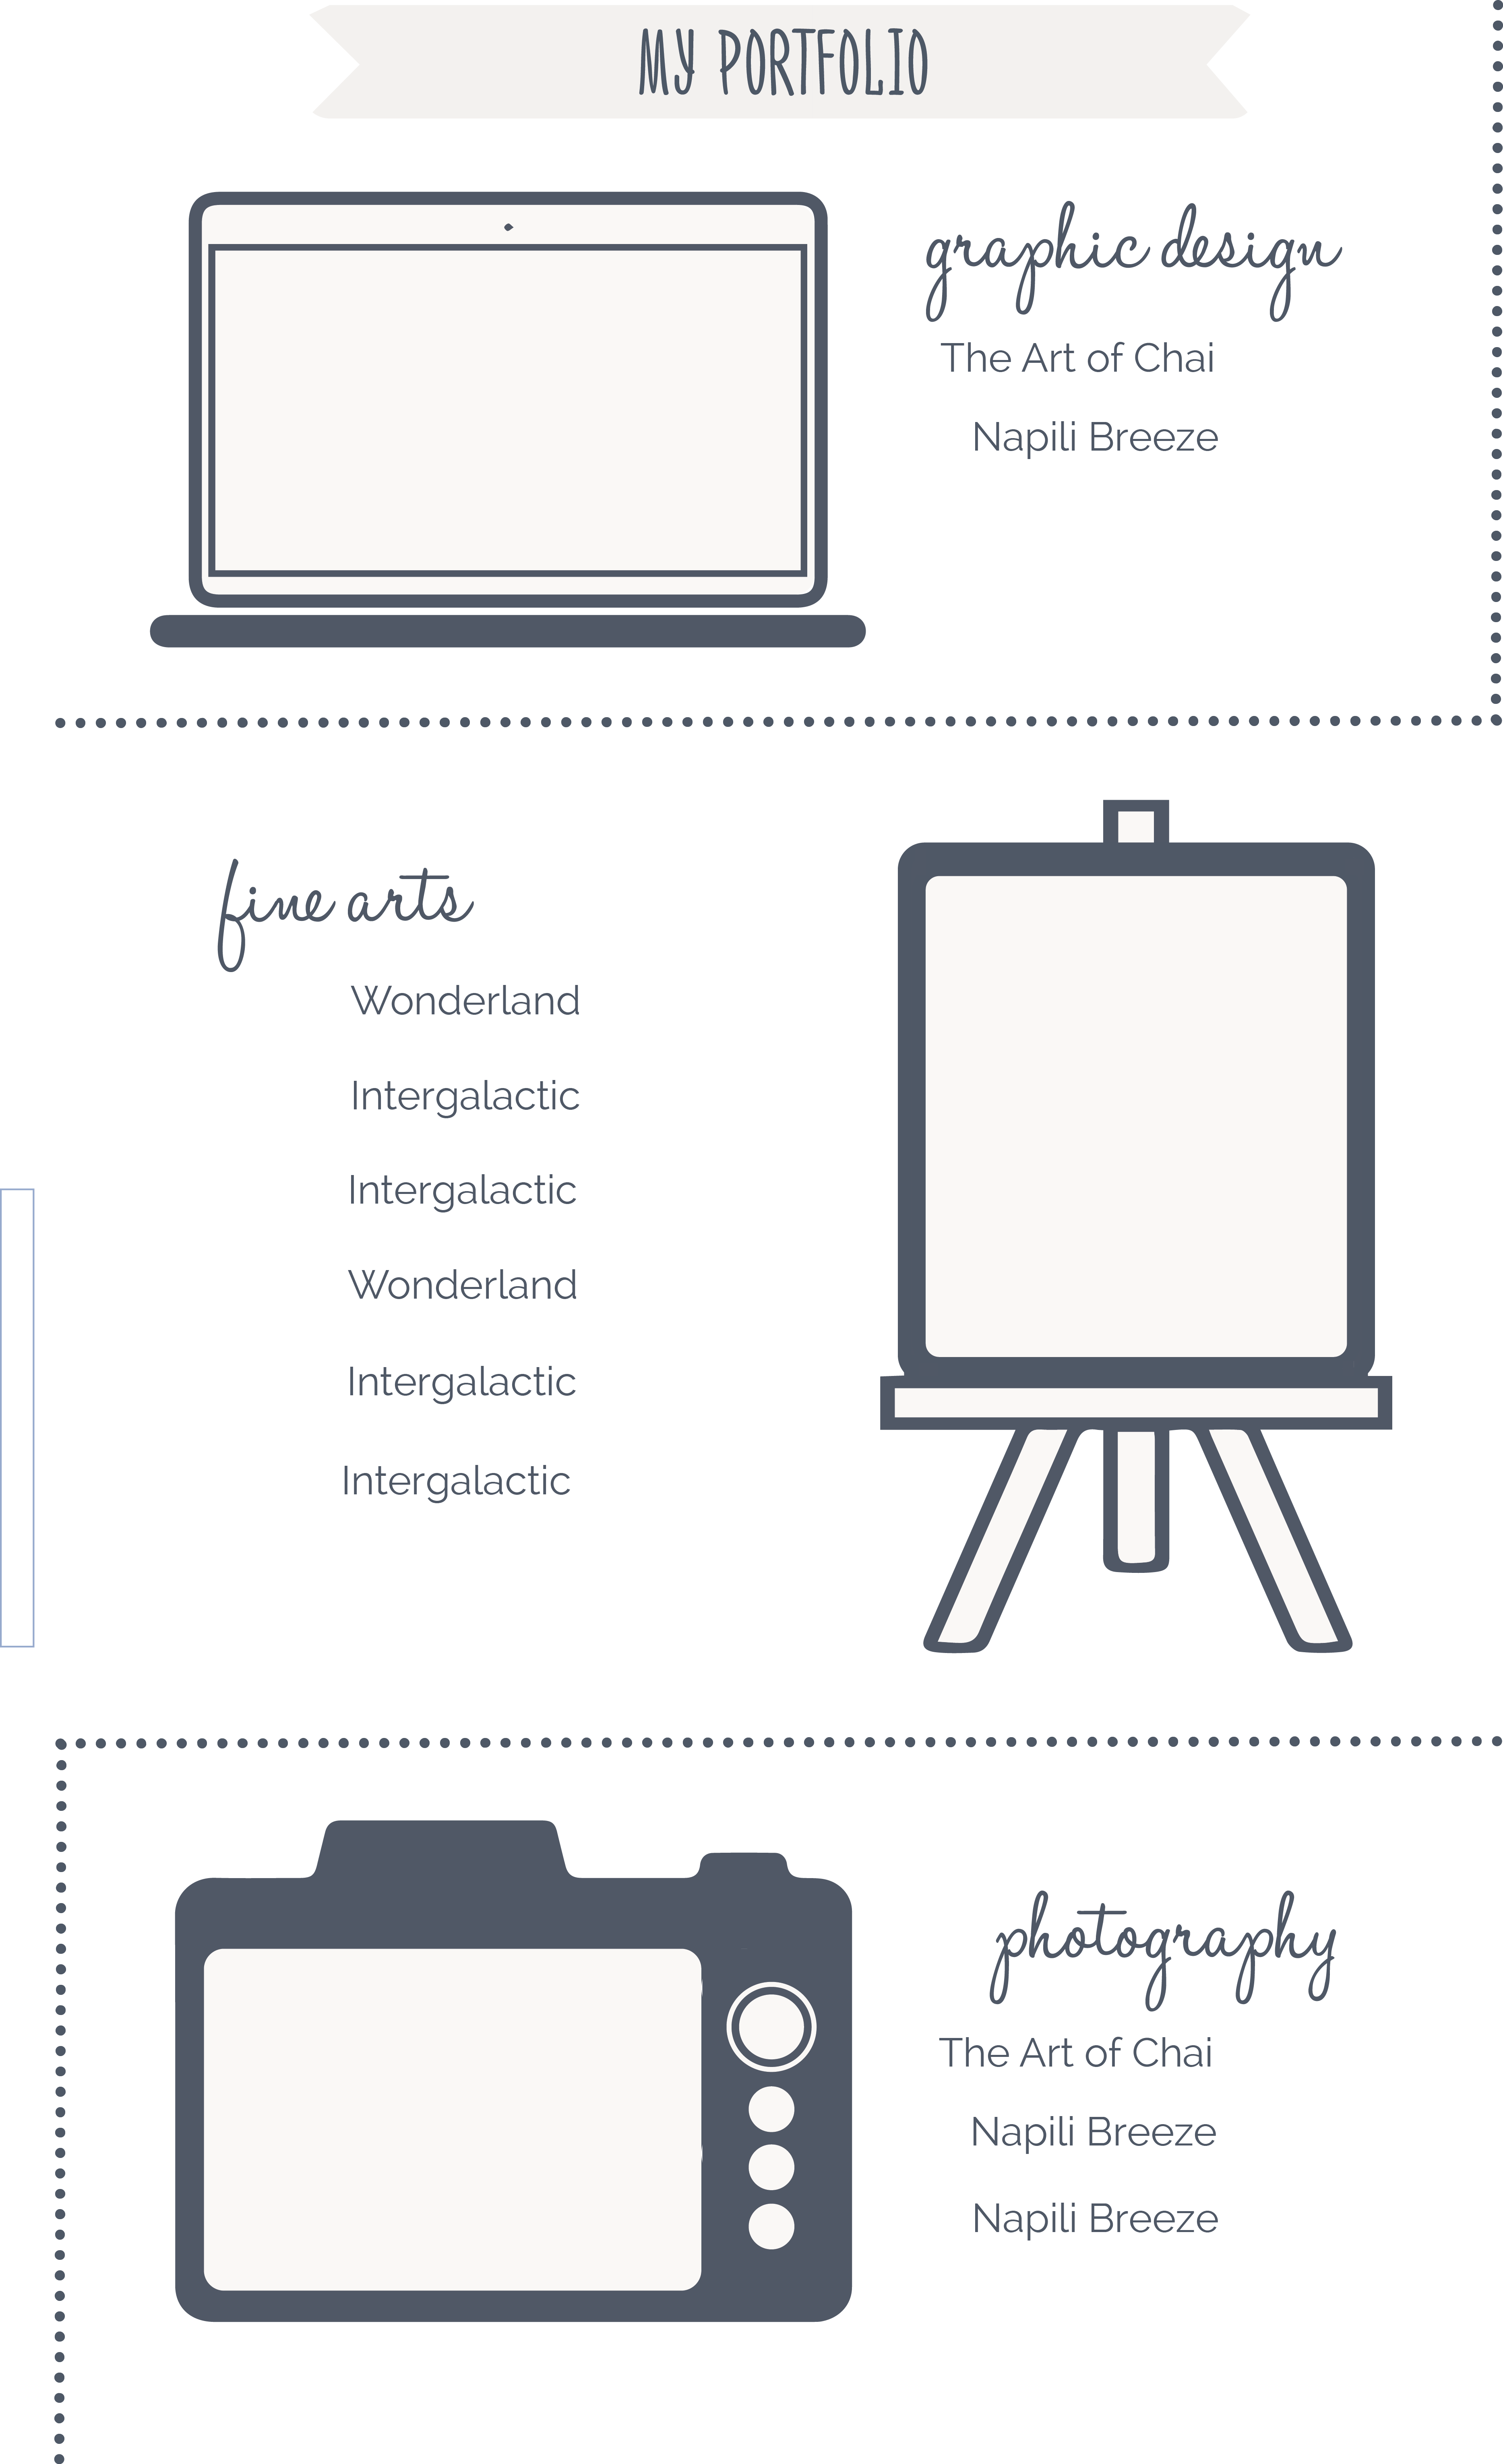 MY PORTFOLIO
graphic design
The Art of Chai
Napili Breeze
fine arts
Wonderland
Intergalactic
Intergalactic
Wonderland
Intergalactic
Intergalactic
photography
The Art of Chai
Napili Breeze
Napili Breeze